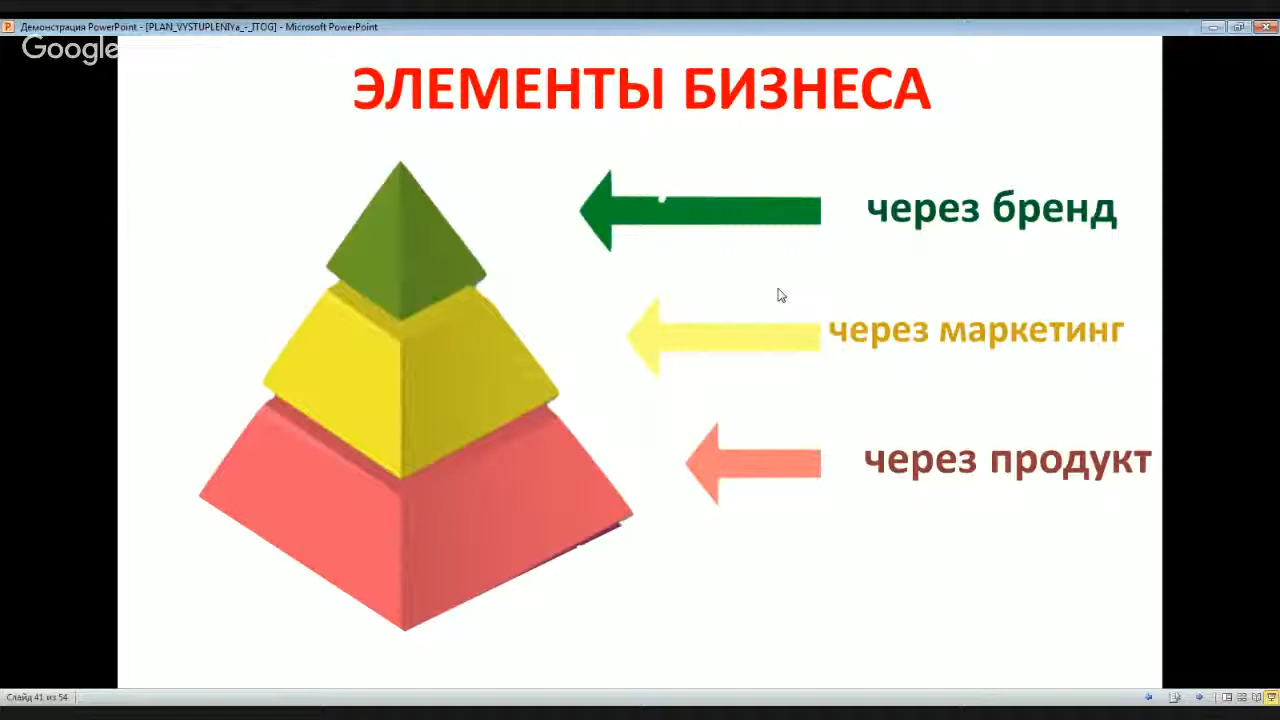 Демонстрация PowerPoint - [PLAN_VYSTUPLENIYa_-_ITOG] - Microsoft PowerPoint
Google
ЭЛЕМЕНТЫ БИЗНЕСА
через бренд
через маркетинг
через продукт
Слайд 41 из 54